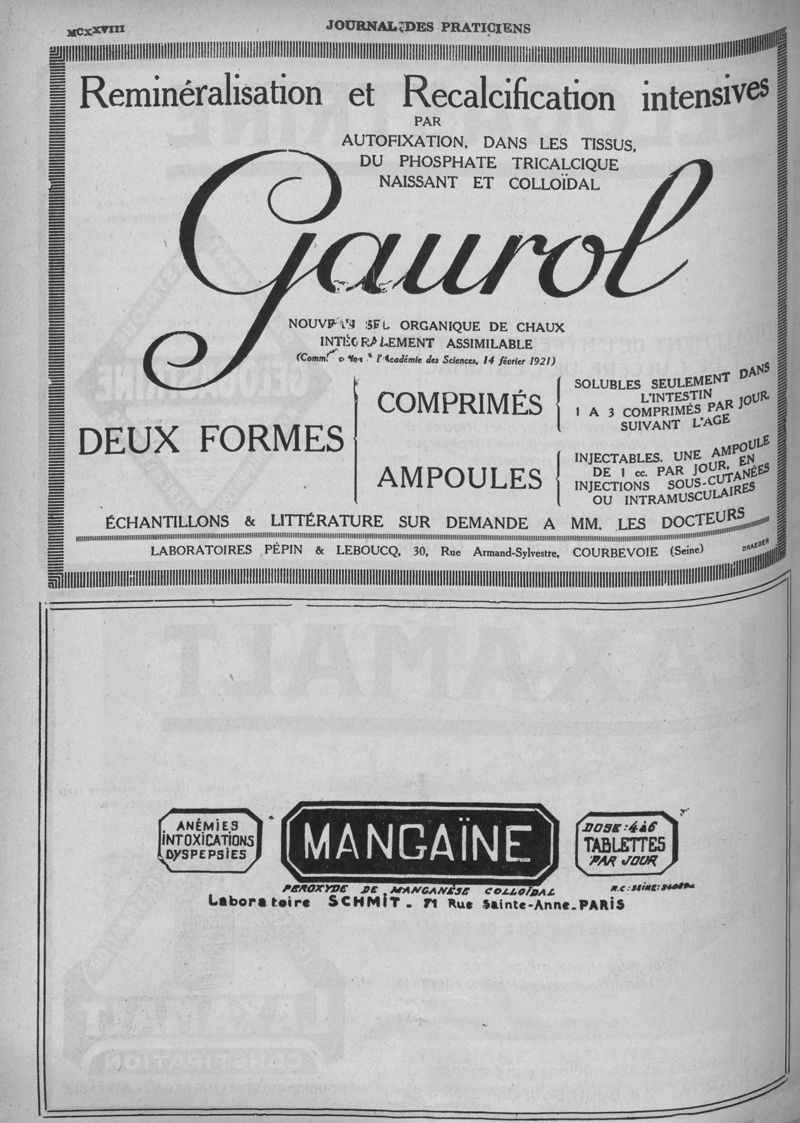 MCXXVIII
JOURNAL DES PRATICIENS
Reminéralisation et Recalcification intensives
PAR
AUTOFIXATION, DANS LES TISSUS,
DU PHOSPHATE TRICALCIQUE
NAISSANT ET COLLOÏDAL
Gaurol
NOUVEAU SEL ORGANIQUE DE CHAUX
INTÉGRALEMENT ASSIMILABLE
l'Académie des Sciences, 14 février 1921)
DEUX FORMES
COMPRIMÉS
SOLUBLES SEULEMENT DANS
L'INTESTIN
1 A 3 COMPRIMÉS PAR JOUR,
SUIVANT L'AGE
AMPOULES
INJECTABLES. UNE AMPOULE
DE 1 cc. PAR JOUR, EN
INJECTIONS SOUS-CUTANÉES
OU INTRAMUSCULAIRES
ÉCHANTILLONS & LITTÉRATURE SUR DEMANDE A MM. LES DOCTEURS
LABORATOIRES PÉPIN & LEBOUCQ, 30, Rue Armand-Sylvestre, COURBEVOIE (Seine)
DRAEGER
ANÉMIES
INTOXICATIONS
DYSPEPSIES
MANGAÏNE
DOSE: 4à6
TABLETTES
PAR JOUR
PEROXYDE DE MANGANÈSE COLLOÏDAL
R.C: SEINE:
Laboratoire SCHMIT. 71 Rue Sainte-Anne. PARIS